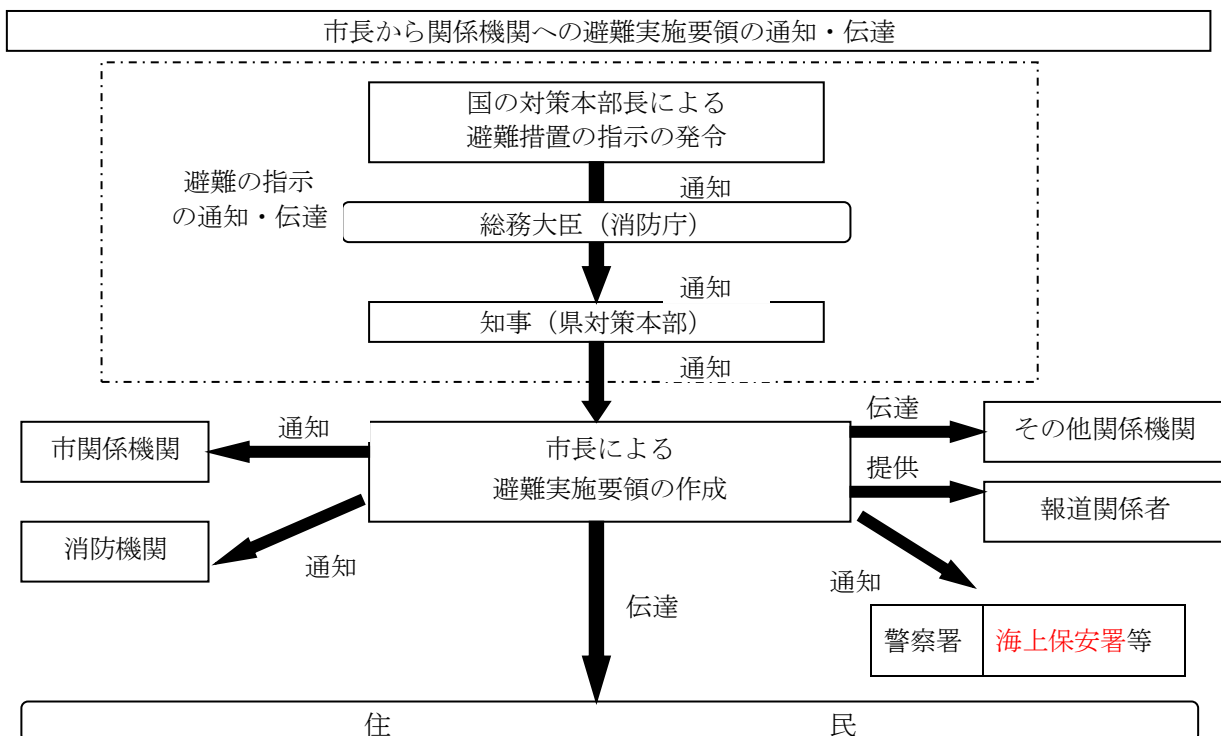 市長から関係機関への避難実施要領の通知・伝達
国の対策本部長による
避難措置の指示の発令
避難の指示
の通知・伝達
通知
総務大臣（消防庁）
通知
知事（県対策本部）
通知
市関係機関
通知
市長による
避難実施要領の作成
伝達
その他関係機関
提供
報道関係者
消防機関
通知
通知
伝達
警察署
海上保安署等
住民